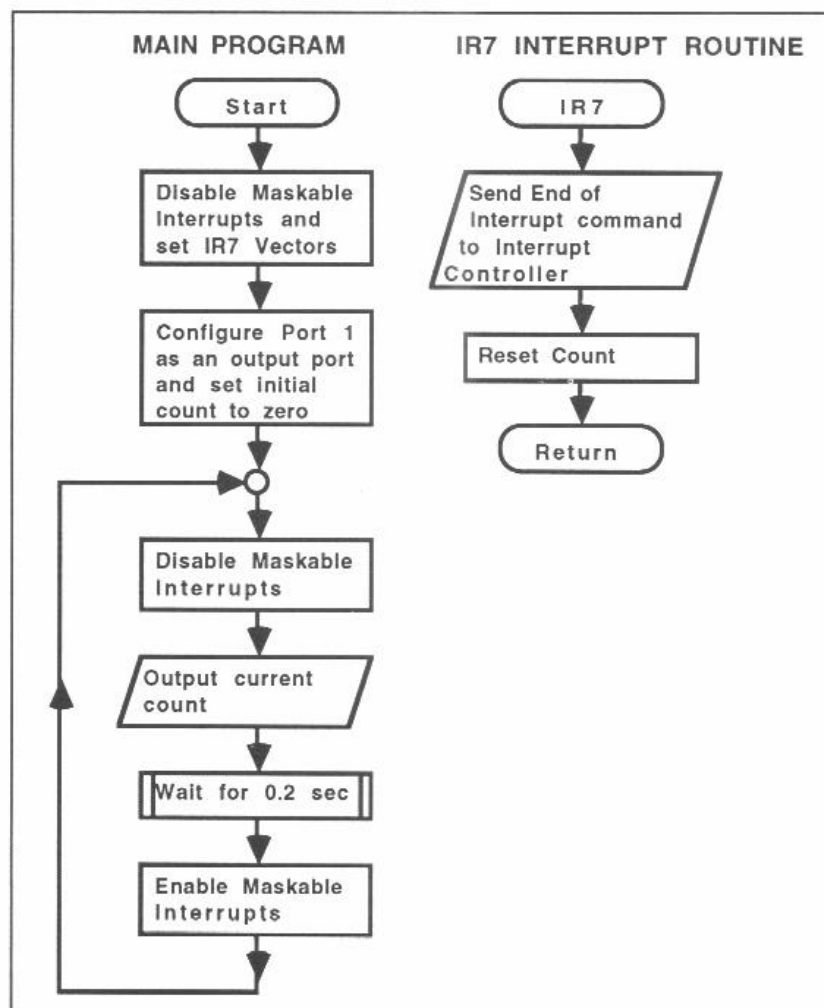 MAIN PROGRAM
Start
Disable Maskable
Interrupts and
set IR7 Vectors
Configure Port 1
as an output port
and set initial
count to zero
Disable Maskable
Interrupts
Output current
count
Wait for 0.2 sec
Enable Maskable
Interrupts
IR7 INTERRUPT ROUTINE
IR7
Send End of
Interrupt command
to Interrupt
Controller
Reset Count
Return